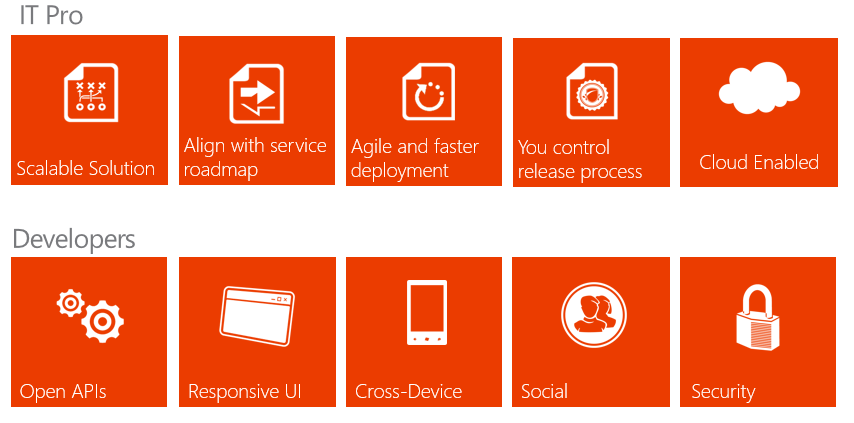 IT Pro
Scalable Solution
Align with service
roadmap
Agile and faster
deployment
You control
release process
Cloud Enabled
Developers
Open APIs
Responsive UI
Cross-Device
Social
Security